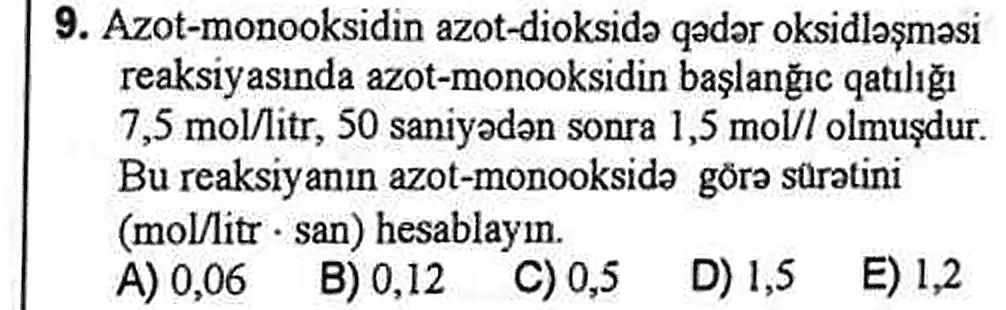 9. Azot-monooksidin azot-dioksidə qədər oksidləşməsi
reaksiyasında azot-monooksidin başlanğıc qatılığı
7,5 mol/litr, 50 saniyədən sonra 1,5 mol/l olmuşdur.
Bu reaksiyanın azot-monooksidə görə sürətini
(mol/litr · san) hesablayın.
A) 0,06 B) 0,12 C) 0,5 D) 1,5 E) 1,2